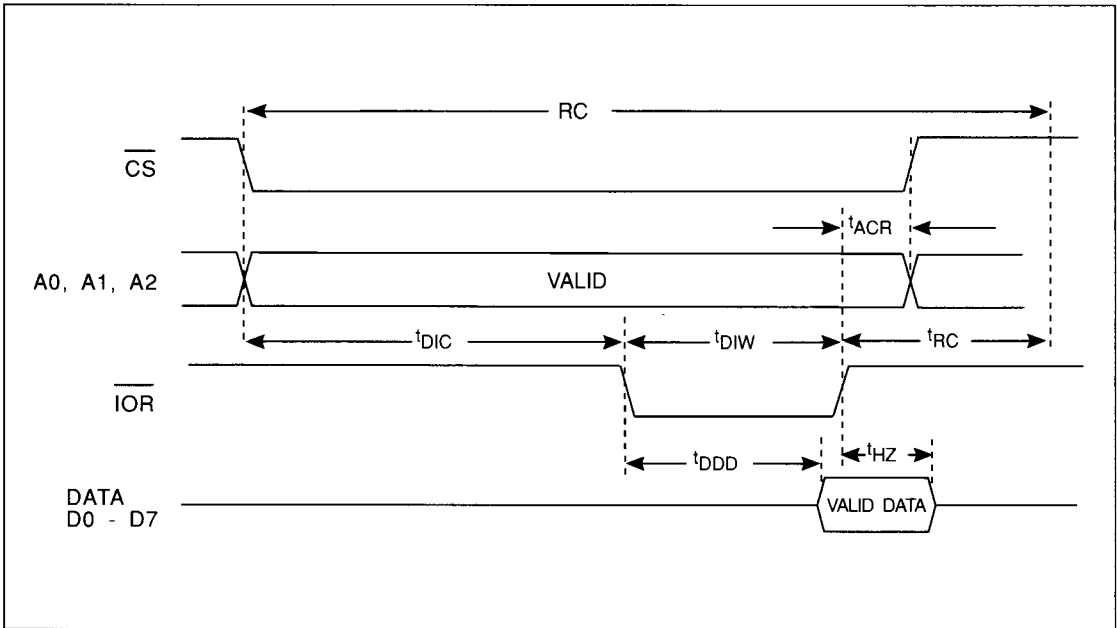 RC
CS
tACR
A0, A1, A2
VALID
tDIC
tDIW
tRC
IOR
tDDD
tHZ
DATA
D0 - D7
VALID DATA